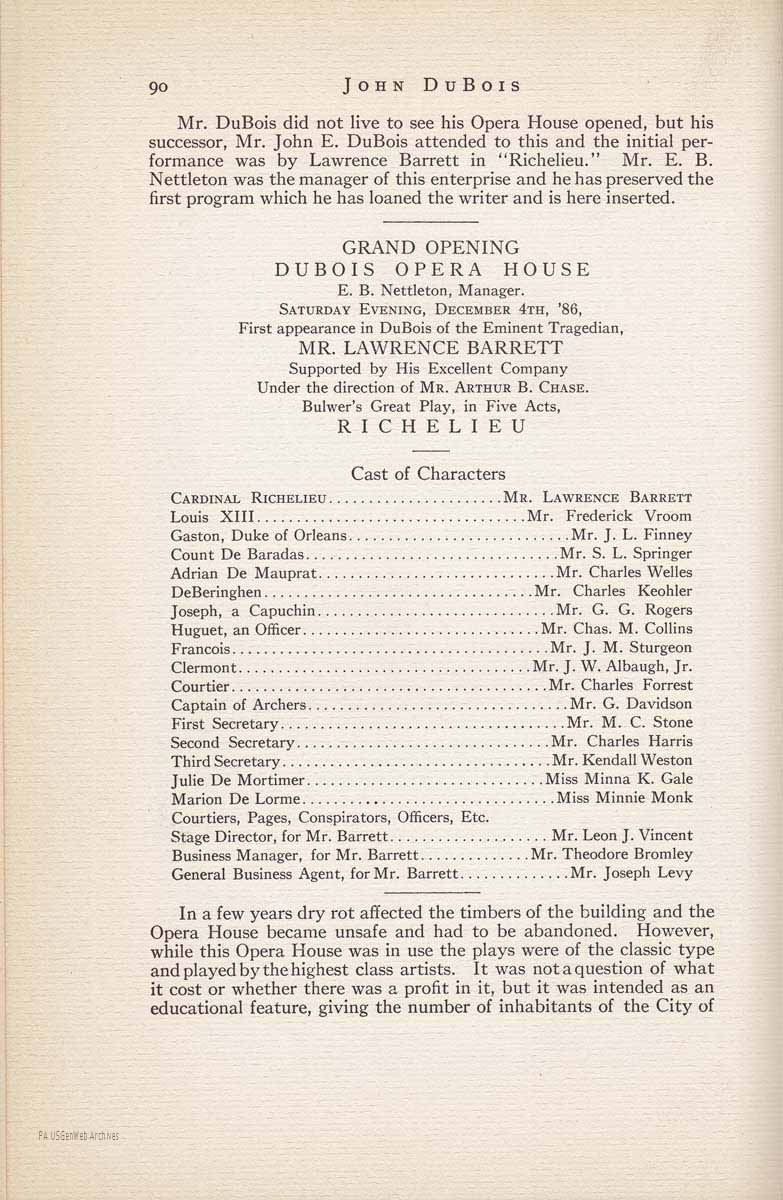 90 JOHN DUBOIS
Mr. DuBois did not live to see his Opera House opened, but his
successor, Mr. John E. DuBois attended to this and the initial per-
formance was by Lawrence Barrett in "Richelieu." Mr. E. B.
Nettleton was the manager of this enterprise and he has preserved the
first program which he has loaned the writer and is here inserted.
GRAND OPENING
DUBOIS OPERA HOUSE
E. B. Nettleton, Manager.
SATURDAY EVENING, DECEMBER 4TH, '86,
First appearance in DuBois of the Eminent Tragedian,
MR. LAWRENCE BARRETT
Supported by His Excellent Company
Under the direction of MR. ARTHUR B. CHASE.
Bulwer's Great Play, in Five Acts,
RICHELIEU
Cast of Characters
CARDINAL RICHELIEU......................MR. LAWRENCE BARRETT
Louis XIII..................................Mr. Frederick Vroom
Gaston, Duke of Orleans............................Mr. J. L. Finney
Count De Baradas................................Mr. S. L. Springer
Adrian De Mauprat..............................Mr. Charles Welles
DeBeringhen..................................Mr. Charles Keohler
Joseph, a Capuchin..............................Mr. G. G. Rogers
Huguet, an Officer..............................Mr. Chas. M. Collins
Francois........................................Mr. J. M. Sturgeon
Clermont.....................................Mr. J. W. Albaugh, Jr.
Courtier........................................Mr. Charles Forrest
Captain of Archers.................................Mr. G. Davidson
First Secretary....................................Mr. M. C. Stone
Second Secretary................................Mr. Charles Harris
Third Secretary..................................Mr. Kendall Weston
Julie De Mortimer..............................Miss Minna K. Gale
Marion De Lorme................................Miss Minnie Monk
Courtiers, Pages, Conspirators, Officers, Etc.
Stage Director, for Mr. Barrett.................... Mr. Leon J. Vincent
Business Manager, for Mr. Barrett..............Mr. Theodore Bromley
General Business Agent, for Mr. Barrett..............Mr. Joseph Levy
In a few years dry rot affected the timbers of the building and the
Opera House became unsafe and had to be abandoned. However,
while this Opera House was in use the plays were of the classic type
and played by the highest class artists. It was not a question of what
it cost or whether there was a profit in it, but it was intended as an
educational feature, giving the number of inhabitants of the City of
PA USGenWeb Archives